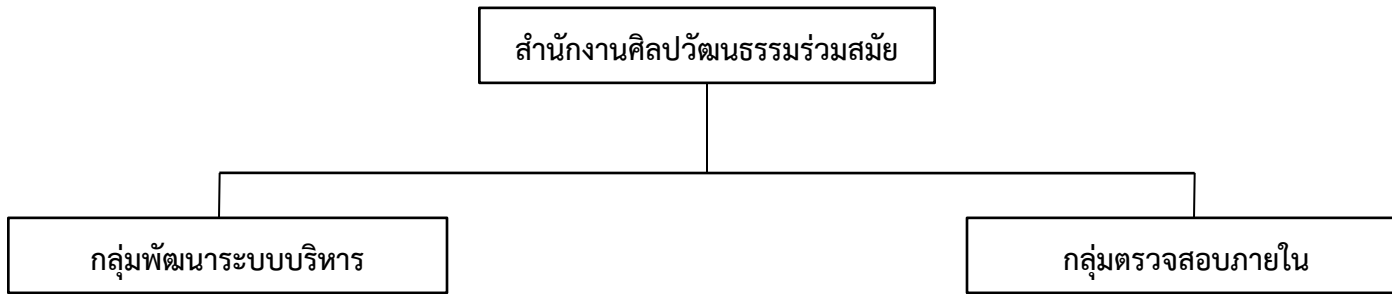 สำนักงานศิลปวัฒนธรรมร่วมสมัย
กลุ่มพัฒนาระบบบริหาร
กลุ่มตรวจสอบภายใน